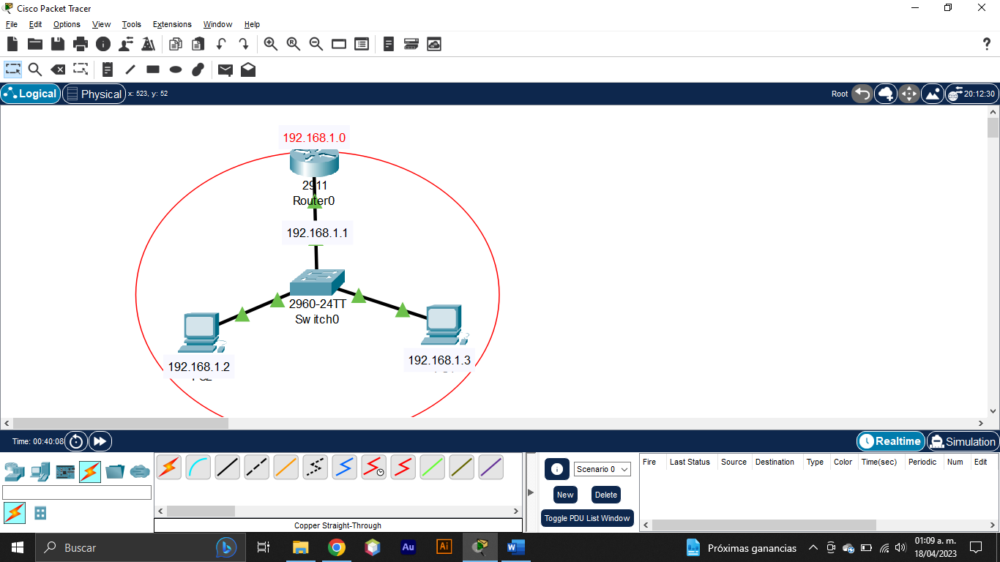 Cisco Packet Tracer
File Edit Options View Tools Extensions Window Help
Logical Physical x: 523, y: 52 Root 20:12:30
192.168.1.0
2911
Router0
192.168.1.1
2960-24TT
Switch0
192.168.1.2
192.168.1.3
Time: 00:40:08 Realtime Simulation
Scenario 0
New Delete
Toggle PDU List Window
Fire Last Status Source Destination Type Color Time(sec) Periodic Num Edit
Copper Straight-Through
Buscar Au Ai Próximas ganancias 01:09 a. m.
18/04/2023